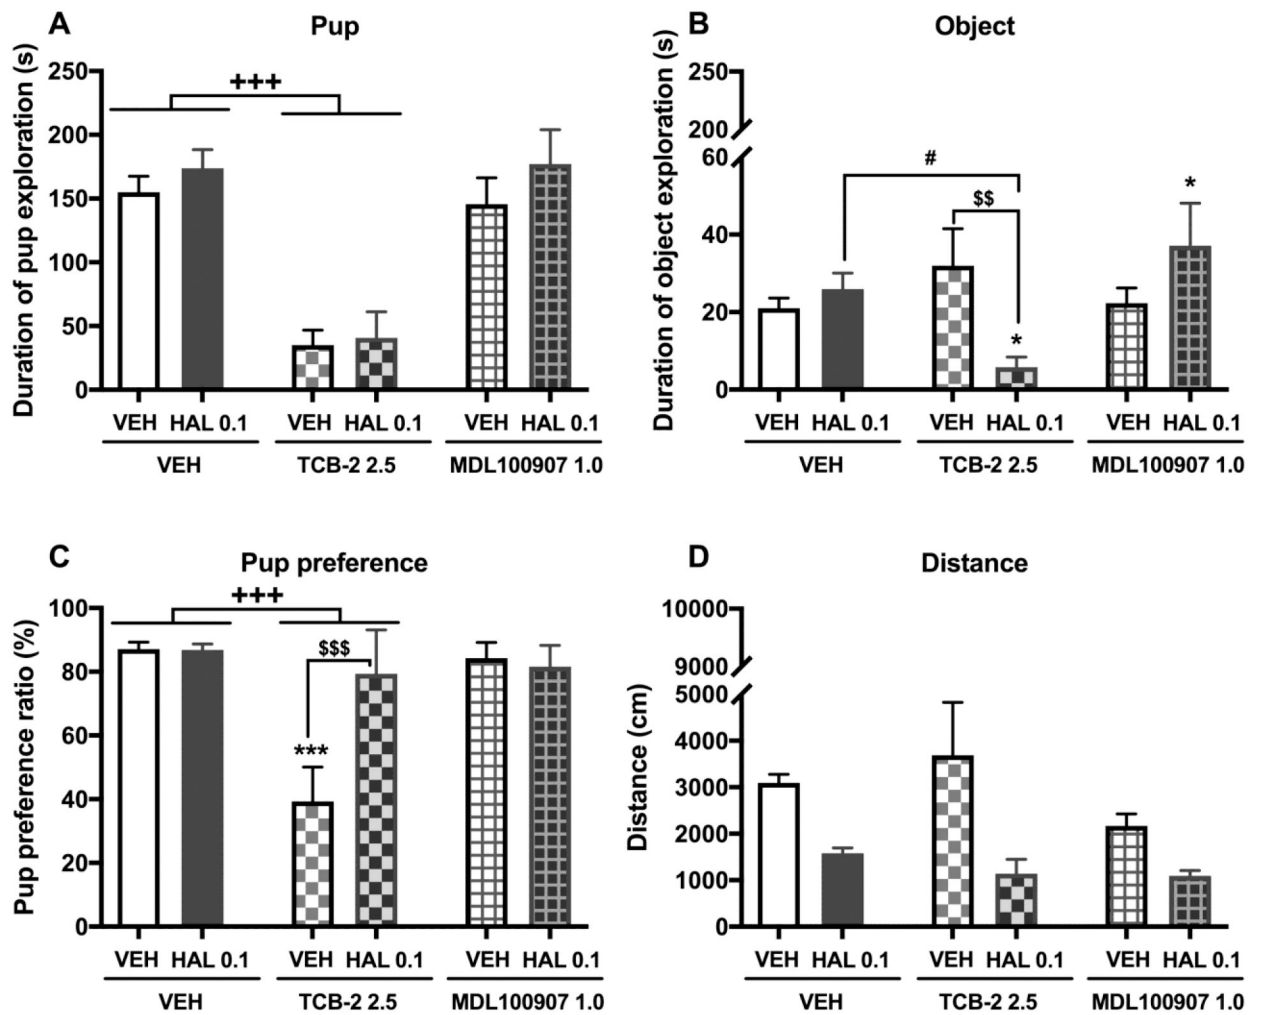 A Pup
Duration of pup exploration (s)
250
200
150
100
50
0
+++
VEH HAL 0.1 VEH HAL 0.1 VEH HAL 0.1
VEH TCB-2 2.5 MDL100907 1.0
B Object
Duration of object exploration (s)
250
200
60
40
20
0
#
$$
*
*
VEH HAL 0.1 VEH HAL 0.1 VEH HAL 0.1
VEH TCB-2 2.5 MDL100907 1.0
C Pup preference
Pup preference ratio (%)
100
80
60
40
20
0
+++
$$$
***
VEH HAL 0.1 VEH HAL 0.1 VEH HAL 0.1
VEH TCB-2 2.5 MDL100907 1.0
D Distance
Distance (cm)
10000
9000
5000
4000
3000
2000
1000
0
VEH HAL 0.1 VEH HAL 0.1 VEH HAL 0.1
VEH TCB-2 2.5 MDL100907 1.0